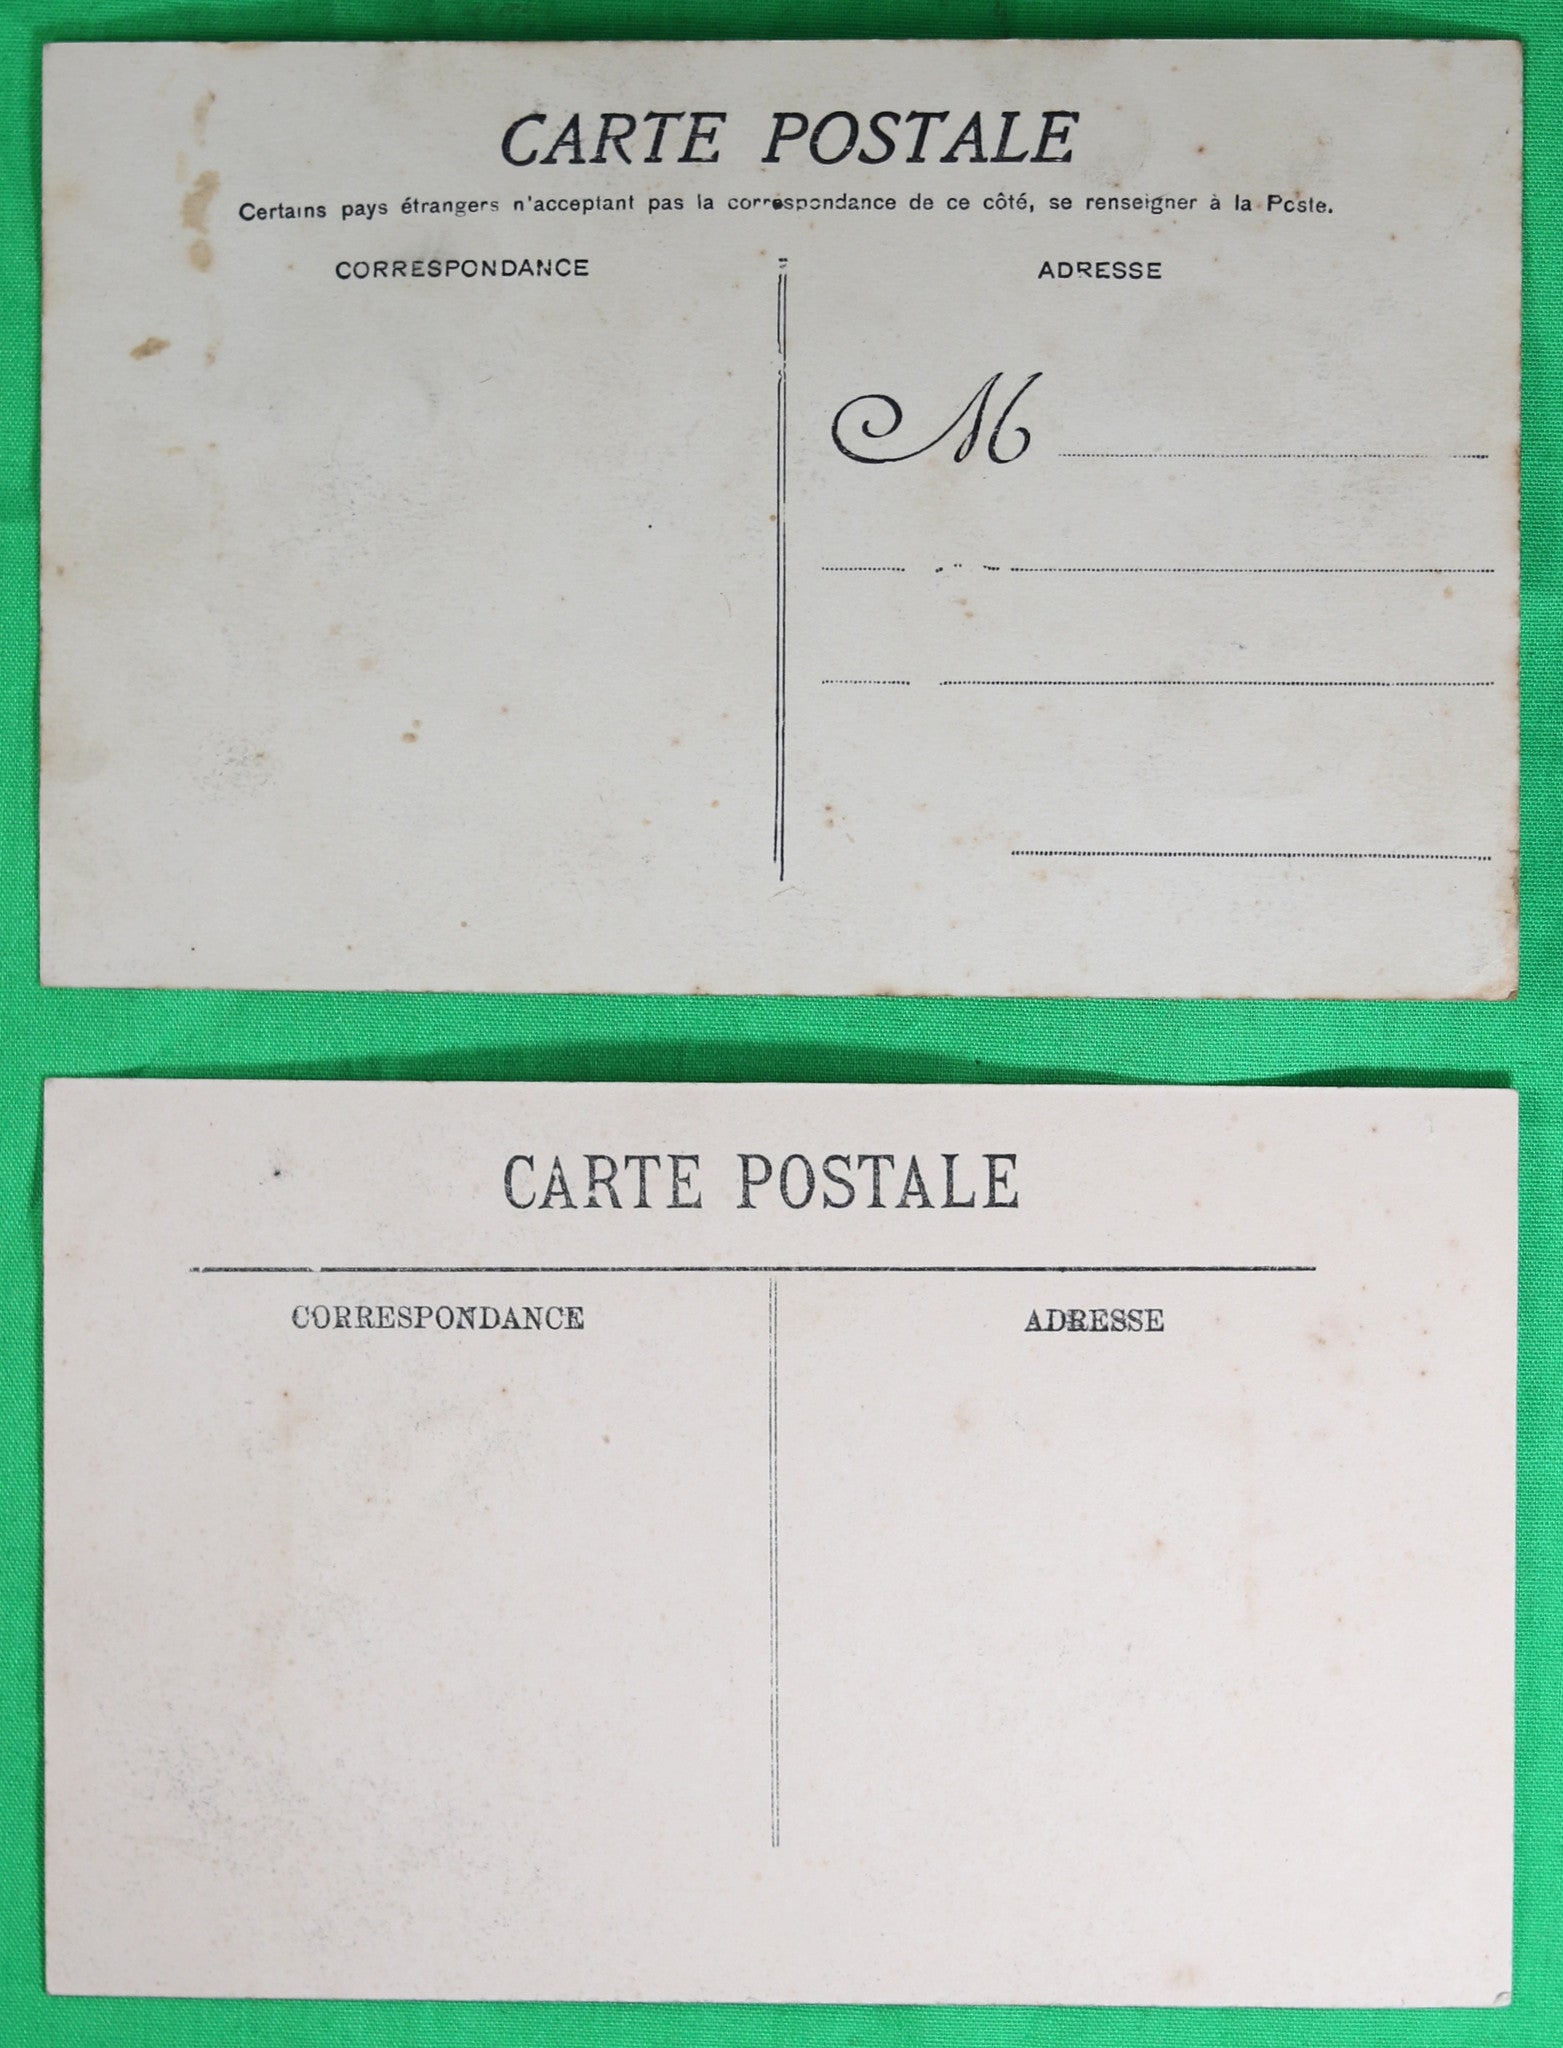 CARTE POSTALE
Certains pays étrangers n'acceptant pas la correspondance de ce côté, se renseigner à la Poste.
CORRESPONDANCE
ADRESSE
M
CARTE POSTALE
CORRESPONDANCE
ADRESSE